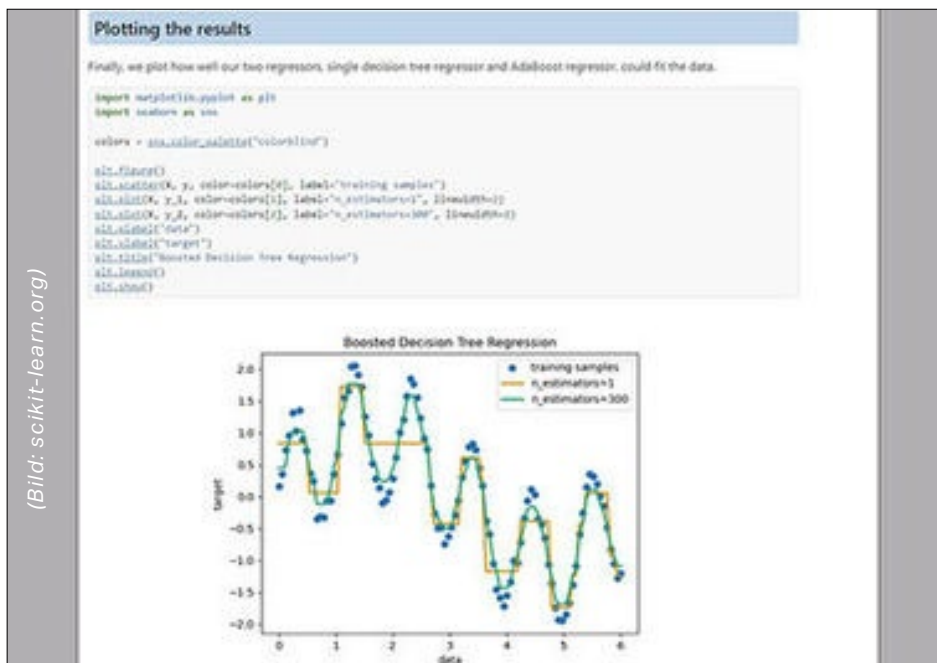 Plotting the results
Finally, we plot how well our two regressors, single decision tree regressor and AdaBoost regressor, could fit the data.
import matplotlib.pyplot as plt
import seaborn as sns
colors = sns.color_palette("colorblind")
plt.figure()
plt.scatter(X, y, color=colors[0], label="training samples")
plt.plot(X, y_1, color=colors[1], label="n_estimators=1", linewidth=2)
plt.plot(X, y_2, color=colors[2], label="n_estimators=300", linewidth=2)
plt.xlabel("data")
plt.ylabel("target")
plt.title("Boosted Decision Tree Regression")
plt.legend()
plt.show()
(Bild: scikit-learn.org)
Boosted Decision Tree Regression
training samples
n_estimators=1
n_estimators=300
2.0
1.5
1.0
0.5
0.0
−0.5
−1.0
−1.5
−2.0
target
0 1 2 3 4 5 6
data